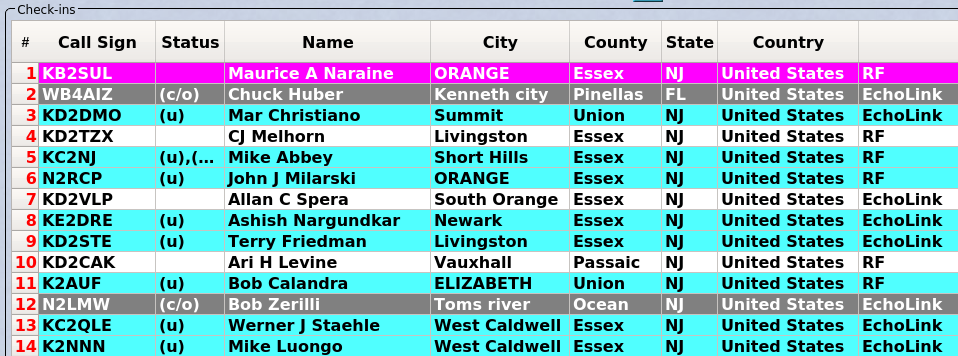 Check-ins
# Call Sign Status Name City County State Country
1 KB2SUL Maurice A Naraine ORANGE Essex NJ United States RF
2 WB4AIZ (c/o) Chuck Huber Kenneth city Pinellas FL United States EchoLink
3 KD2DMO (u) Mar Christiano Summit Union NJ United States EchoLink
4 KD2TZX CJ Melhorn Livingston Essex NJ United States RF
5 KC2NJ (u),(... Mike Abbey Short Hills Essex NJ United States RF
6 N2RCP (u) John J Milarski ORANGE Essex NJ United States RF
7 KD2VLP Allan C Spera South Orange Essex NJ United States EchoLink
8 KE2DRE (u) Ashish Nargundkar Newark Essex NJ United States EchoLink
9 KD2STE (u) Terry Friedman Livingston Essex NJ United States EchoLink
10 KD2CAK Ari H Levine Vauxhall Passaic NJ United States RF
11 K2AUF (u) Bob Calandra ELIZABETH Union NJ United States RF
12 N2LMW (c/o) Bob Zerilli Toms river Ocean NJ United States EchoLink
13 KC2QLE (u) Werner J Staehle West Caldwell Essex NJ United States EchoLink
14 K2NNN (u) Mike Luongo West Caldwell Essex NJ United States EchoLink